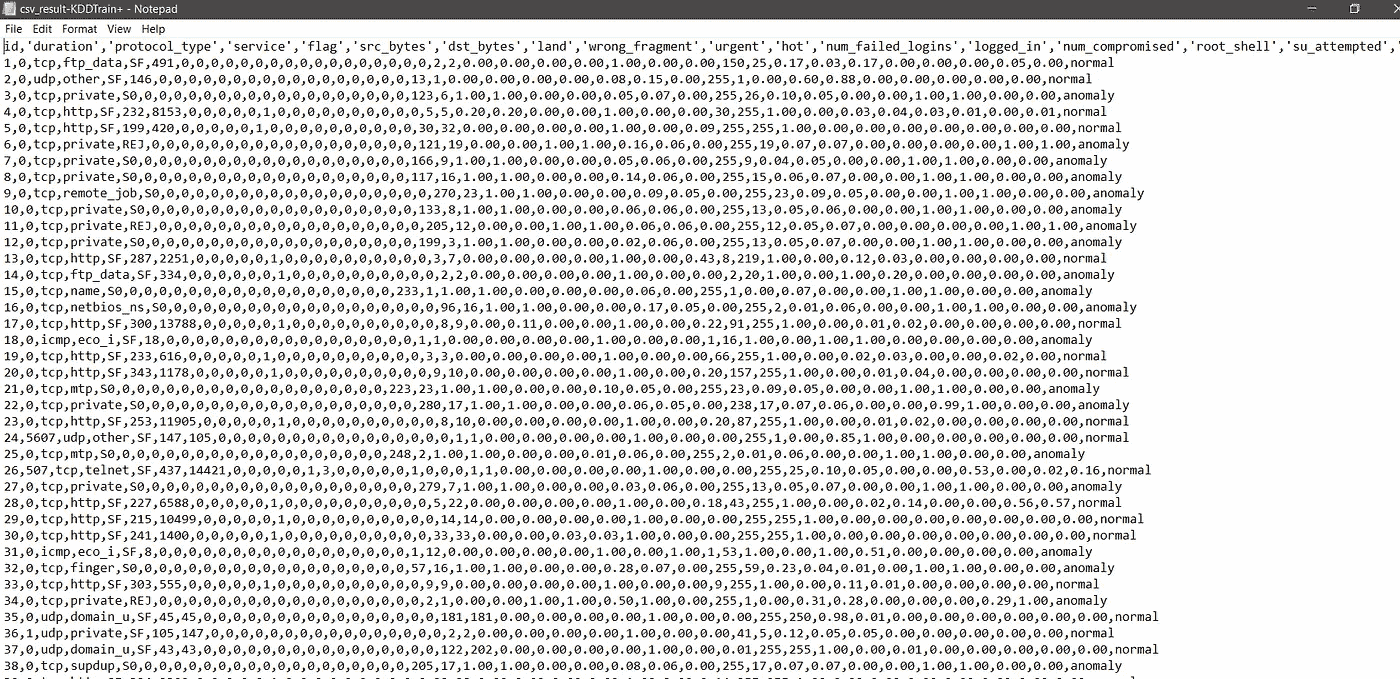 csv_result-KDDTrain+ - Notepad
File Edit Format View Help
id,'duration','protocol_type','service','flag','src_bytes','dst_bytes','land','wrong_fragment','urgent','hot','num_failed_logins','logged_in','num_compromised','root_shell','su_attempted','
1,0,tcp,ftp_data,SF,491,0,0,0,0,0,0,0,0,0,0,0,0,0,0,0,0,0,2,2,0.00,0.00,0.00,0.00,1.00,0.00,0.00,150,25,0.17,0.03,0.17,0.00,0.00,0.00,0.05,0.00,normal
2,0,udp,other,SF,146,0,0,0,0,0,0,0,0,0,0,0,0,0,0,0,0,0,13,1,0.00,0.00,0.00,0.00,0.08,0.15,0.00,255,1,0.00,0.60,0.88,0.00,0.00,0.00,0.00,0.00,normal
3,0,tcp,private,S0,0,0,0,0,0,0,0,0,0,0,0,0,0,0,0,0,0,0,123,6,1.00,1.00,0.00,0.00,0.05,0.07,0.00,255,26,0.10,0.05,0.00,0.00,1.00,1.00,0.00,0.00,anomaly
4,0,tcp,http,SF,232,8153,0,0,0,0,0,1,0,0,0,0,0,0,0,0,0,0,5,5,0.20,0.20,0.00,0.00,1.00,0.00,0.00,30,255,1.00,0.00,0.03,0.04,0.03,0.01,0.00,0.01,normal
5,0,tcp,http,SF,199,420,0,0,0,0,0,1,0,0,0,0,0,0,0,0,0,0,30,32,0.00,0.00,0.00,0.00,1.00,0.00,0.09,255,255,1.00,0.00,0.00,0.00,0.00,0.00,0.00,0.00,normal
6,0,tcp,private,REJ,0,0,0,0,0,0,0,0,0,0,0,0,0,0,0,0,0,0,121,19,0.00,0.00,1.00,1.00,0.16,0.06,0.00,255,19,0.07,0.07,0.00,0.00,0.00,0.00,1.00,1.00,anomaly
7,0,tcp,private,S0,0,0,0,0,0,0,0,0,0,0,0,0,0,0,0,0,0,0,166,9,1.00,1.00,0.00,0.00,0.05,0.06,0.00,255,9,0.04,0.05,0.00,0.00,1.00,1.00,0.00,0.00,anomaly
8,0,tcp,private,S0,0,0,0,0,0,0,0,0,0,0,0,0,0,0,0,0,0,0,117,16,1.00,1.00,0.00,0.00,0.14,0.06,0.00,255,15,0.06,0.07,0.00,0.00,1.00,1.00,0.00,0.00,anomaly
9,0,tcp,remote_job,S0,0,0,0,0,0,0,0,0,0,0,0,0,0,0,0,0,0,0,270,23,1.00,1.00,0.00,0.00,0.09,0.05,0.00,255,23,0.09,0.05,0.00,0.00,1.00,1.00,0.00,0.00,anomaly
10,0,tcp,private,S0,0,0,0,0,0,0,0,0,0,0,0,0,0,0,0,0,0,0,133,8,1.00,1.00,0.00,0.00,0.06,0.06,0.00,255,13,0.05,0.06,0.00,0.00,1.00,1.00,0.00,0.00,anomaly
11,0,tcp,private,REJ,0,0,0,0,0,0,0,0,0,0,0,0,0,0,0,0,0,0,205,12,0.00,0.00,1.00,1.00,0.06,0.06,0.00,255,12,0.05,0.07,0.00,0.00,0.00,0.00,1.00,1.00,anomaly
12,0,tcp,private,S0,0,0,0,0,0,0,0,0,0,0,0,0,0,0,0,0,0,0,199,3,1.00,1.00,0.00,0.00,0.02,0.06,0.00,255,13,0.05,0.07,0.00,0.00,1.00,1.00,0.00,0.00,anomaly
13,0,tcp,http,SF,287,2251,0,0,0,0,0,1,0,0,0,0,0,0,0,0,0,0,3,7,0.00,0.00,0.00,0.00,1.00,0.00,0.43,8,219,1.00,0.00,0.12,0.03,0.00,0.00,0.00,0.00,normal
14,0,tcp,ftp_data,SF,334,0,0,0,0,0,0,1,0,0,0,0,0,0,0,0,0,0,2,2,0.00,0.00,0.00,0.00,1.00,0.00,0.00,2,20,1.00,0.00,1.00,0.20,0.00,0.00,0.00,0.00,anomaly
15,0,tcp,name,S0,0,0,0,0,0,0,0,0,0,0,0,0,0,0,0,0,0,0,233,1,1.00,1.00,0.00,0.00,0.00,0.06,0.00,255,1,0.00,0.07,0.00,0.00,1.00,1.00,0.00,0.00,anomaly
16,0,tcp,netbios_ns,S0,0,0,0,0,0,0,0,0,0,0,0,0,0,0,0,0,0,0,96,16,1.00,1.00,0.00,0.00,0.17,0.05,0.00,255,2,0.01,0.06,0.00,0.00,1.00,1.00,0.00,0.00,anomaly
17,0,tcp,http,SF,300,13788,0,0,0,0,0,1,0,0,0,0,0,0,0,0,0,0,8,9,0.00,0.11,0.00,0.00,1.00,0.00,0.22,91,255,1.00,0.00,0.01,0.02,0.00,0.00,0.00,0.00,normal
18,0,icmp,eco_i,SF,18,0,0,0,0,0,0,0,0,0,0,0,0,0,0,0,0,0,1,1,0.00,0.00,0.00,0.00,1.00,0.00,0.00,1,16,1.00,0.00,1.00,1.00,0.00,0.00,0.00,0.00,anomaly
19,0,tcp,http,SF,233,616,0,0,0,0,0,1,0,0,0,0,0,0,0,0,0,0,3,3,0.00,0.00,0.00,0.00,1.00,0.00,0.00,66,255,1.00,0.00,0.02,0.03,0.00,0.00,0.02,0.00,normal
20,0,tcp,http,SF,343,1178,0,0,0,0,0,1,0,0,0,0,0,0,0,0,0,0,9,10,0.00,0.00,0.00,0.00,1.00,0.00,0.20,157,255,1.00,0.00,0.01,0.04,0.00,0.00,0.00,0.00,normal
21,0,tcp,mtp,S0,0,0,0,0,0,0,0,0,0,0,0,0,0,0,0,0,0,0,223,23,1.00,1.00,0.00,0.00,0.10,0.05,0.00,255,23,0.09,0.05,0.00,0.00,1.00,1.00,0.00,0.00,anomaly
22,0,tcp,private,S0,0,0,0,0,0,0,0,0,0,0,0,0,0,0,0,0,0,0,280,17,1.00,1.00,0.00,0.00,0.06,0.05,0.00,238,17,0.07,0.06,0.00,0.00,0.99,1.00,0.00,0.00,anomaly
23,0,tcp,http,SF,253,11905,0,0,0,0,0,1,0,0,0,0,0,0,0,0,0,0,8,10,0.00,0.00,0.00,0.00,1.00,0.00,0.20,87,255,1.00,0.00,0.01,0.02,0.00,0.00,0.00,0.00,normal
24,5607,udp,other,SF,147,105,0,0,0,0,0,0,0,0,0,0,0,0,0,0,0,0,1,1,0.00,0.00,0.00,0.00,1.00,0.00,0.00,255,1,0.00,0.85,1.00,0.00,0.00,0.00,0.00,0.00,normal
25,0,tcp,mtp,S0,0,0,0,0,0,0,0,0,0,0,0,0,0,0,0,0,0,0,248,2,1.00,1.00,0.00,0.00,0.01,0.06,0.00,255,2,0.01,0.06,0.00,0.00,1.00,1.00,0.00,0.00,anomaly
26,507,tcp,telnet,SF,437,14421,0,0,0,0,0,1,3,0,0,0,0,0,1,0,0,0,1,1,0.00,0.00,0.00,0.00,1.00,0.00,0.00,255,25,0.10,0.05,0.00,0.00,0.53,0.00,0.02,0.16,normal
27,0,tcp,private,S0,0,0,0,0,0,0,0,0,0,0,0,0,0,0,0,0,0,0,279,7,1.00,1.00,0.00,0.00,0.03,0.06,0.00,255,13,0.05,0.07,0.00,0.00,1.00,1.00,0.00,0.00,anomaly
28,0,tcp,http,SF,227,6588,0,0,0,0,0,1,0,0,0,0,0,0,0,0,0,0,5,22,0.00,0.00,0.00,0.00,1.00,0.00,0.18,43,255,1.00,0.00,0.02,0.14,0.00,0.00,0.56,0.57,normal
29,0,tcp,http,SF,215,10499,0,0,0,0,0,1,0,0,0,0,0,0,0,0,0,0,14,14,0.00,0.00,0.00,0.00,1.00,0.00,0.00,255,255,1.00,0.00,0.00,0.00,0.00,0.00,0.00,0.00,normal
30,0,tcp,http,SF,241,1400,0,0,0,0,0,1,0,0,0,0,0,0,0,0,0,0,33,33,0.00,0.00,0.03,0.03,1.00,0.00,0.00,255,255,1.00,0.00,0.00,0.00,0.00,0.00,0.00,0.00,normal
31,0,icmp,eco_i,SF,8,0,0,0,0,0,0,0,0,0,0,0,0,0,0,0,0,0,1,12,0.00,0.00,0.00,0.00,1.00,0.00,1.00,1,53,1.00,0.00,1.00,0.51,0.00,0.00,0.00,0.00,anomaly
32,0,tcp,finger,S0,0,0,0,0,0,0,0,0,0,0,0,0,0,0,0,0,0,0,57,16,1.00,1.00,0.00,0.00,0.28,0.07,0.00,255,59,0.23,0.04,0.01,0.00,1.00,1.00,0.00,0.00,anomaly
33,0,tcp,http,SF,303,555,0,0,0,0,0,1,0,0,0,0,0,0,0,0,0,0,9,9,0.00,0.00,0.00,0.00,1.00,0.00,0.00,9,255,1.00,0.00,0.11,0.01,0.00,0.00,0.00,0.00,normal
34,0,tcp,private,REJ,0,0,0,0,0,0,0,0,0,0,0,0,0,0,0,0,0,0,2,1,0.00,0.00,1.00,1.00,0.50,1.00,0.00,255,1,0.00,0.31,0.28,0.00,0.00,0.00,0.29,1.00,anomaly
35,0,udp,domain_u,SF,45,45,0,0,0,0,0,0,0,0,0,0,0,0,0,0,0,0,181,181,0.00,0.00,0.00,0.00,1.00,0.00,0.00,255,250,0.98,0.01,0.00,0.00,0.00,0.00,0.00,0.00,normal
36,1,udp,private,SF,105,147,0,0,0,0,0,0,0,0,0,0,0,0,0,0,0,0,2,2,0.00,0.00,0.00,0.00,1.00,0.00,0.00,41,5,0.12,0.05,0.05,0.00,0.00,0.00,0.00,0.00,normal
37,0,udp,domain_u,SF,43,43,0,0,0,0,0,0,0,0,0,0,0,0,0,0,0,0,122,202,0.00,0.00,0.00,0.00,1.00,0.00,0.01,255,255,1.00,0.00,0.01,0.00,0.00,0.00,0.00,0.00,normal
38,0,tcp,supdup,S0,0,0,0,0,0,0,0,0,0,0,0,0,0,0,0,0,0,0,205,17,1.00,1.00,0.00,0.00,0.08,0.06,0.00,255,17,0.07,0.07,0.00,0.00,1.00,1.00,0.00,0.00,anomaly